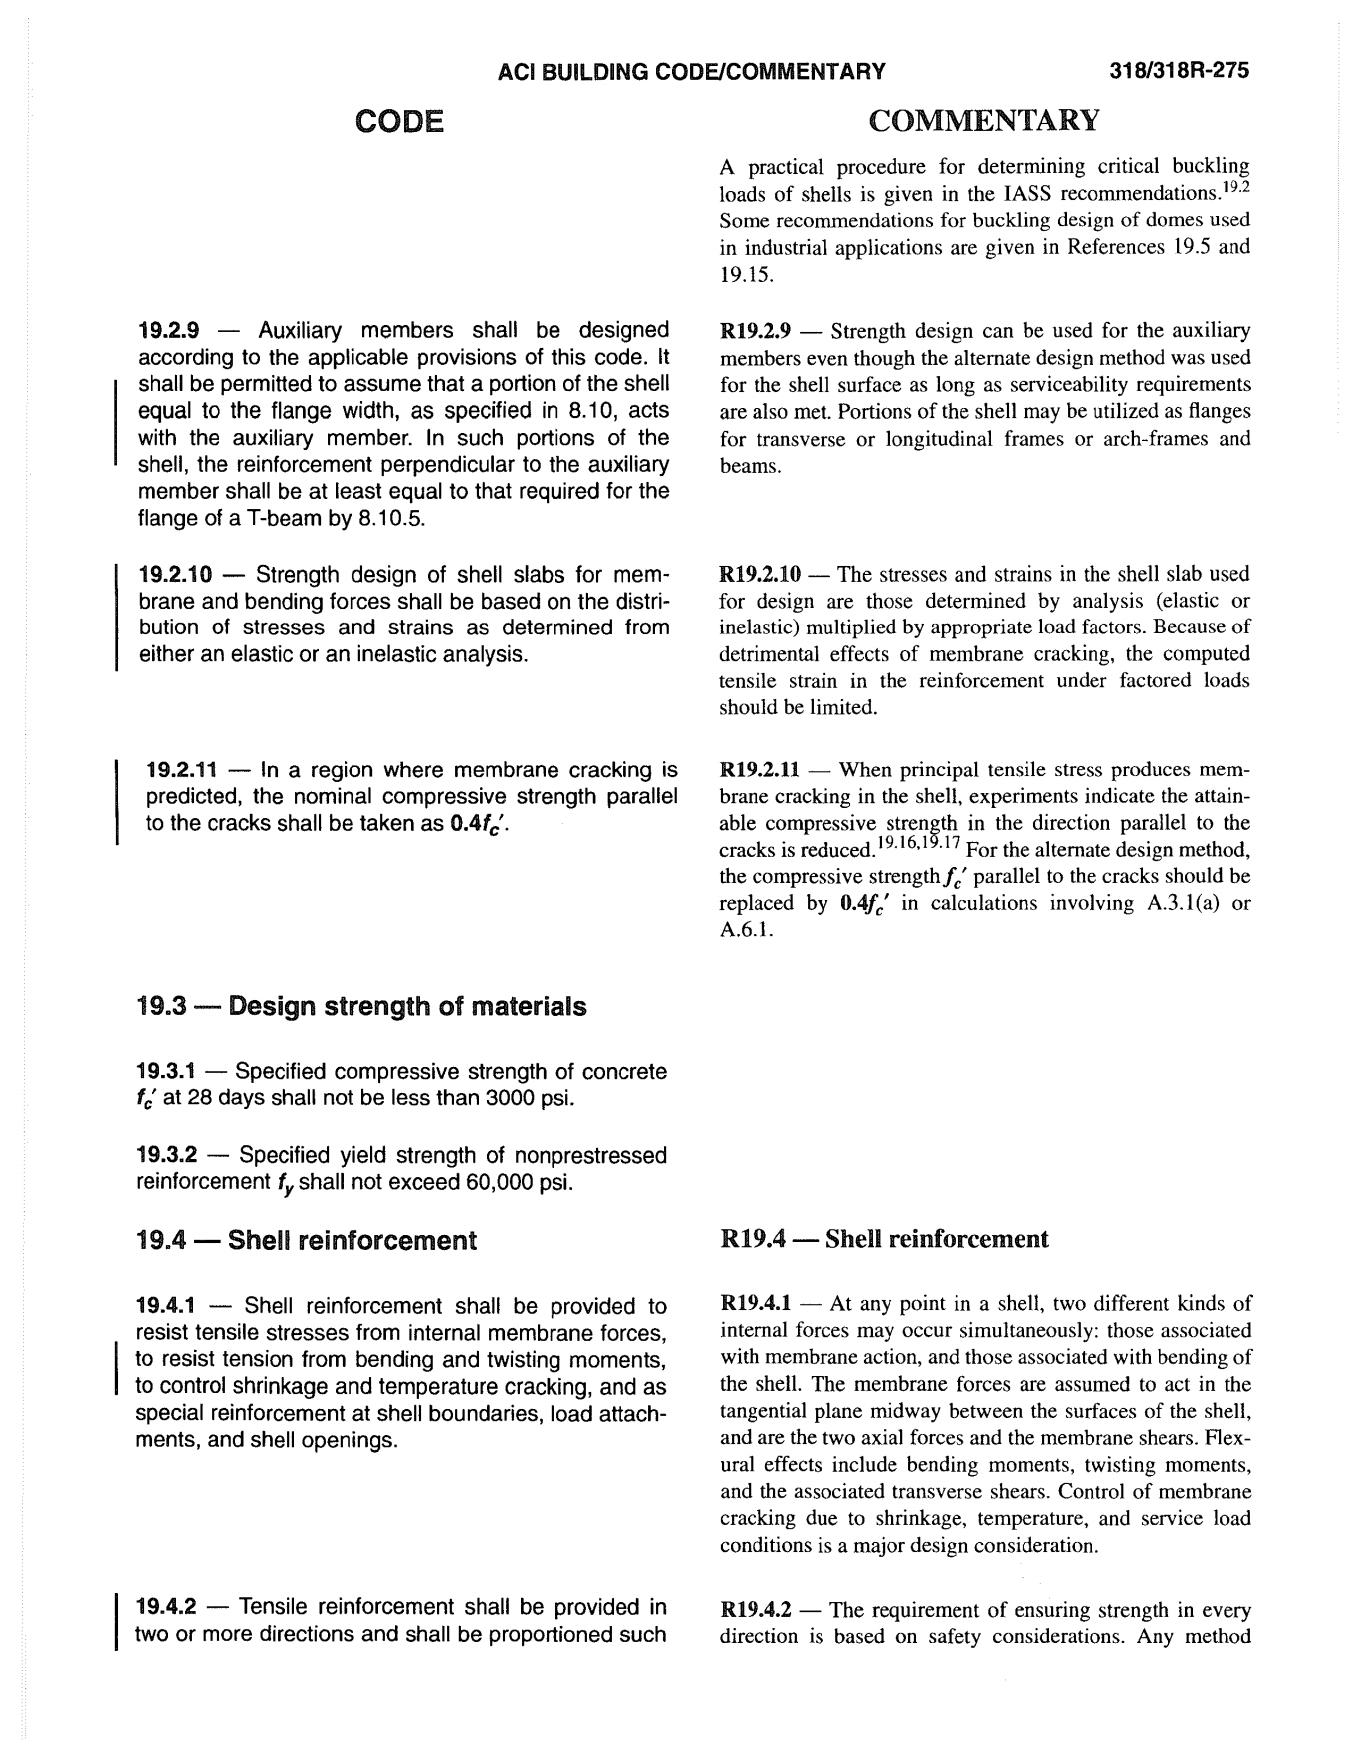 ACI BUILDING CODE/COMMENTARY 318/318R-275
CODE
COMMENTARY
A practical procedure for determining critical buckling
loads of shells is given in the IASS recommendations.19.2
Some recommendations for buckling design of domes used
in industrial applications are given in References 19.5 and
19.15.
19.2.9 — Auxiliary members shall be designed
according to the applicable provisions of this code. It
shall be permitted to assume that a portion of the shell
equal to the flange width, as specified in 8.10, acts
with the auxiliary member. In such portions of the
shell, the reinforcement perpendicular to the auxiliary
member shall be at least equal to that required for the
flange of a T-beam by 8.10.5.
R19.2.9 — Strength design can be used for the auxiliary
members even though the alternate design method was used
for the shell surface as long as serviceability requirements
are also met. Portions of the shell may be utilized as flanges
for transverse or longitudinal frames or arch-frames and
beams.
19.2.10 — Strength design of shell slabs for mem-
brane and bending forces shall be based on the distri-
bution of stresses and strains as determined from
either an elastic or an inelastic analysis.
R19.2.10 — The stresses and strains in the shell slab used
for design are those determined by analysis (elastic or
inelastic) multiplied by appropriate load factors. Because of
detrimental effects of membrane cracking, the computed
tensile strain in the reinforcement under factored loads
should be limited.
19.2.11 — In a region where membrane cracking is
predicted, the nominal compressive strength parallel
to the cracks shall be taken as 0.4fc′.
R19.2.11 — When principal tensile stress produces mem-
brane cracking in the shell, experiments indicate the attain-
able compressive strength in the direction parallel to the
cracks is reduced.19.16,19.17 For the alternate design method,
the compressive strength fc′ parallel to the cracks should be
replaced by 0.4fc′ in calculations involving A.3.1(a) or
A.6.1.
19.3 — Design strength of materials
19.3.1 — Specified compressive strength of concrete
fc′ at 28 days shall not be less than 3000 psi.
19.3.2 — Specified yield strength of nonprestressed
reinforcement fy shall not exceed 60,000 psi.
19.4 — Shell reinforcement
R19.4 — Shell reinforcement
19.4.1 — Shell reinforcement shall be provided to
resist tensile stresses from internal membrane forces,
to resist tension from bending and twisting moments,
to control shrinkage and temperature cracking, and as
special reinforcement at shell boundaries, load attach-
ments, and shell openings.
R19.4.1 — At any point in a shell, two different kinds of
internal forces may occur simultaneously: those associated
with membrane action, and those associated with bending of
the shell. The membrane forces are assumed to act in the
tangential plane midway between the surfaces of the shell,
and are the two axial forces and the membrane shears. Flex-
ural effects include bending moments, twisting moments,
and the associated transverse shears. Control of membrane
cracking due to shrinkage, temperature, and service load
conditions is a major design consideration.
19.4.2 — Tensile reinforcement shall be provided in
two or more directions and shall be proportioned such
R19.4.2 — The requirement of ensuring strength in every
direction is based on safety considerations. Any method